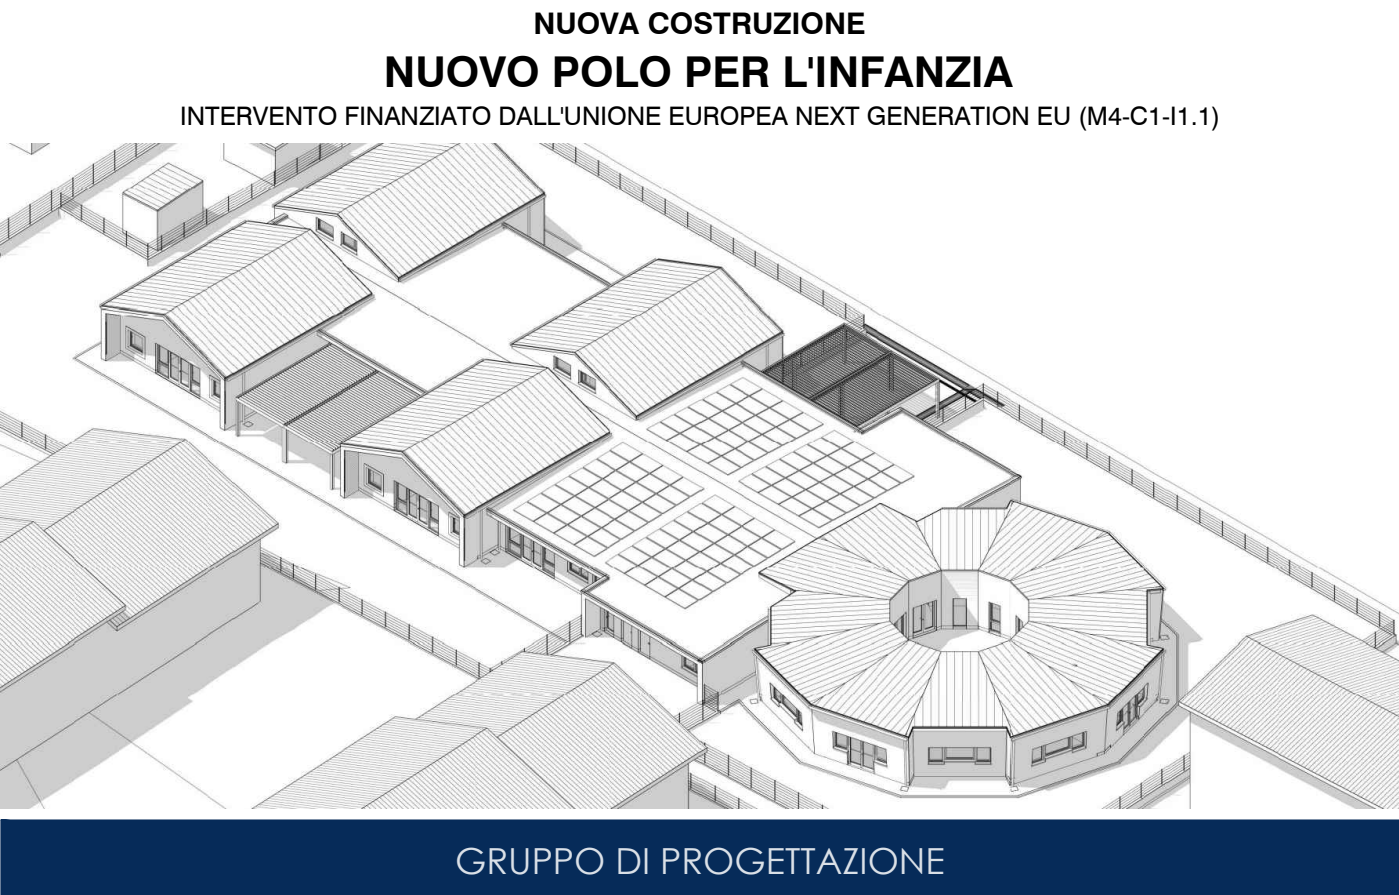 NUOVA COSTRUZIONE
NUOVO POLO PER L'INFANZIA
INTERVENTO FINANZIATO DALL'UNIONE EUROPEA NEXT GENERATION EU (M4-C1-I1.1)
GRUPPO DI PROGETTAZIONE